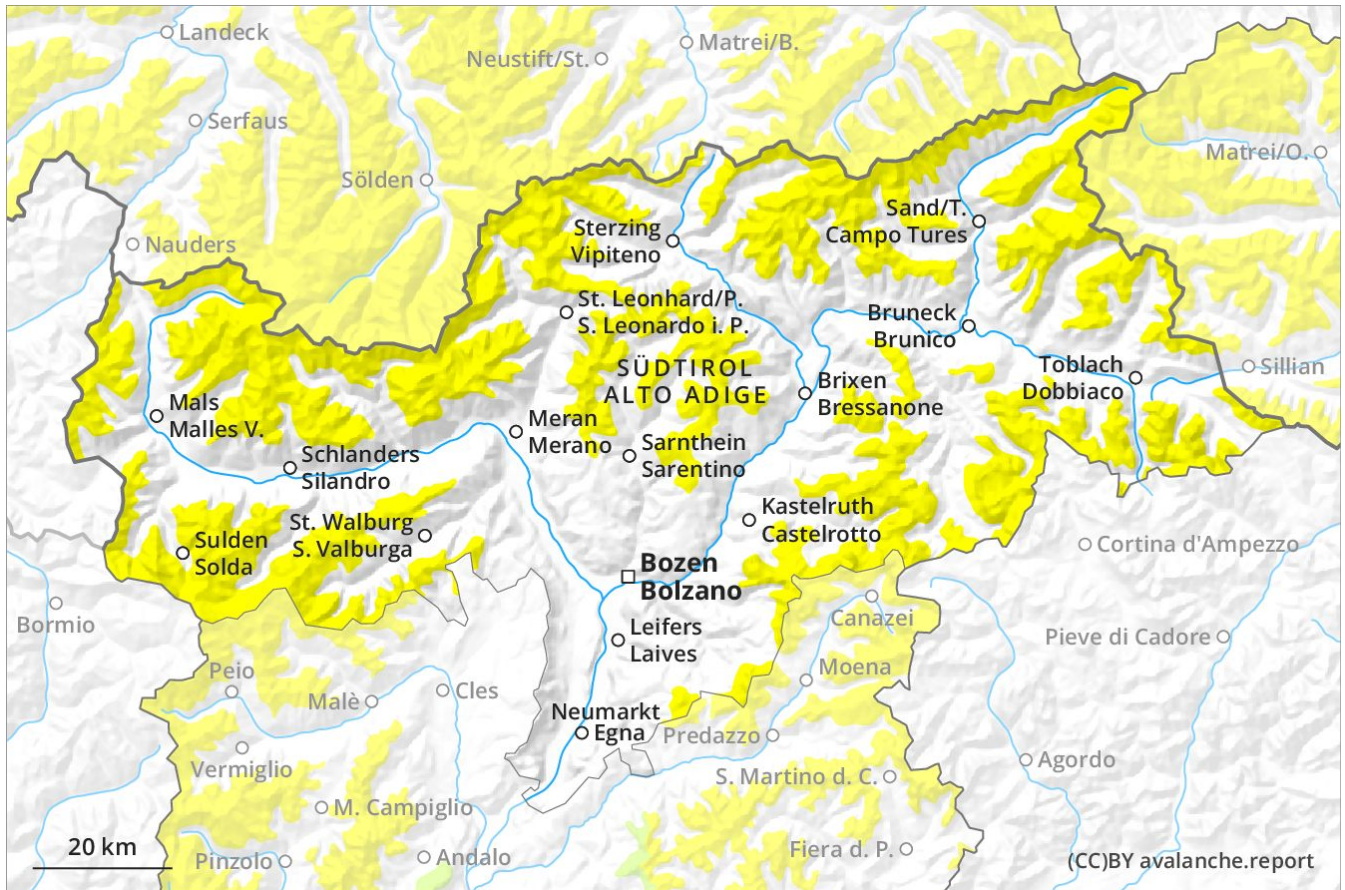 Landeck
Matrei/B.
Neustift/St.
Serfaus
Matrei/O.
Sölden
Sand/T.
Campo Tures
Nauders
Sterzing
Vipiteno
St. Leonhard/P.
S. Leonardo i. P.
Bruneck
Brunico
Toblach
Dobbiaco
Sillian
SÜDTIROL
ALTO ADIGE
Brixen
Bressanone
Mals
Malles V.
Meran
Merano
Sarnthein
Sarentino
Schlanders
Silandro
Kastelruth
Castelrotto
St. Walburg
S. Valburga
Sulden
Solda
Cortina d'Ampezzo
Bozen
Bolzano
Bormio
Canazei
Leifers
Laives
Pieve di Cadore
Peio
Moena
Malè
Cles
Neumarkt
Egna
Predazzo
Vermiglio
Agordo
S. Martino d. C.
M. Campiglio
20 km
Pinzolo
Andalo
Fiera d. P.
(CC)BY avalanche.report